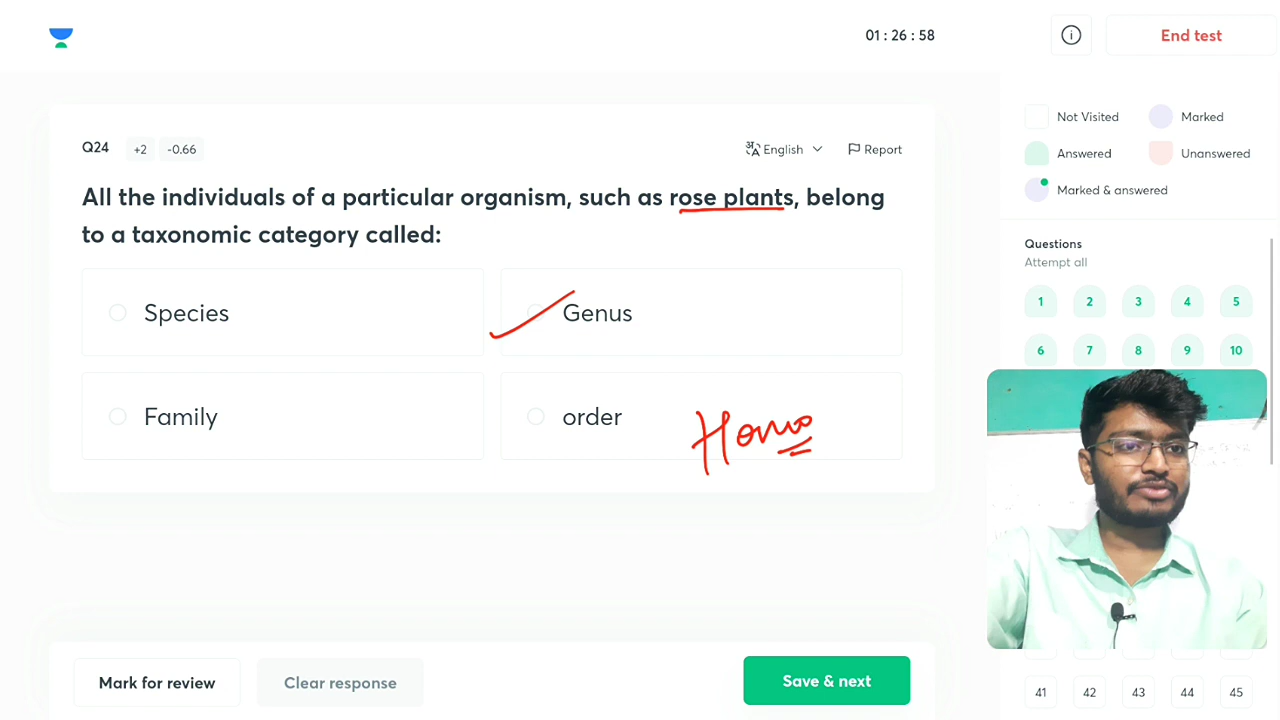 01 : 26 : 58
End test
Q24
+2
-0.66
English
Report
All the individuals of a particular organism, such as rose plants, belong
to a taxonomic category called:
Species
Genus
Family
order
Homo
Mark for review
Clear response
Save & next
Not Visited
Marked
Answered
Unanswered
Marked & answered
Questions
Attempt all
1 2 3 4 5
6 7 8 9 10
41 42 43 44 45